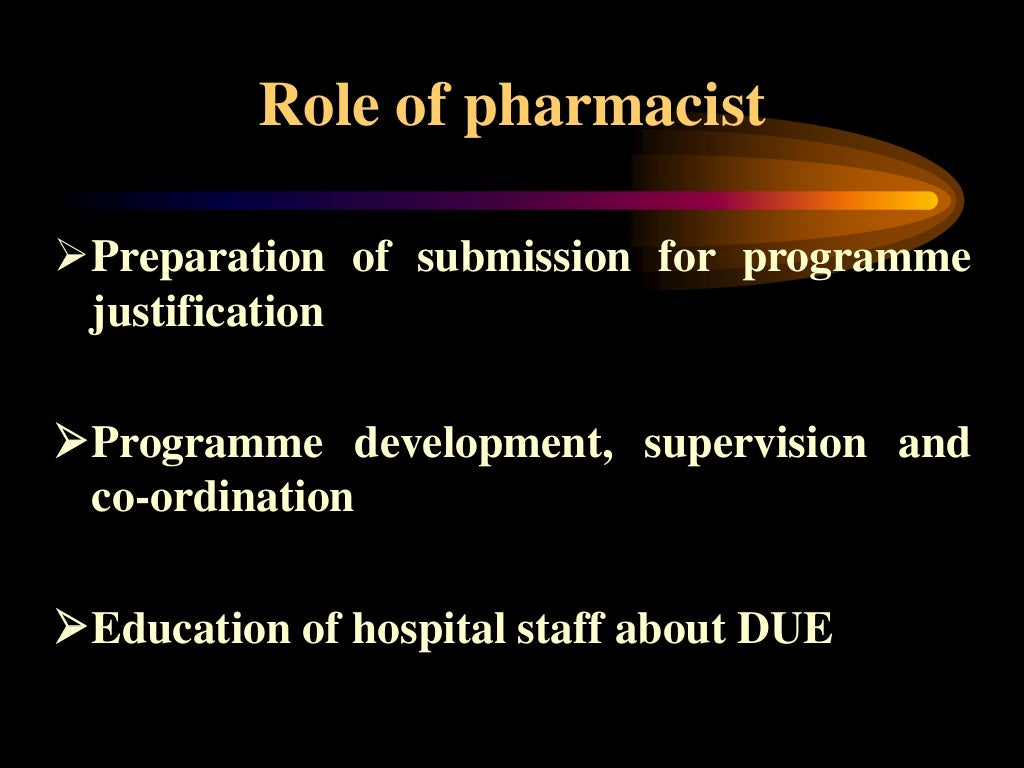 Role of pharmacist
➢Preparation of submission for programme
justification
➢Programme development, supervision and
co-ordination
➢Education of hospital staff about DUE